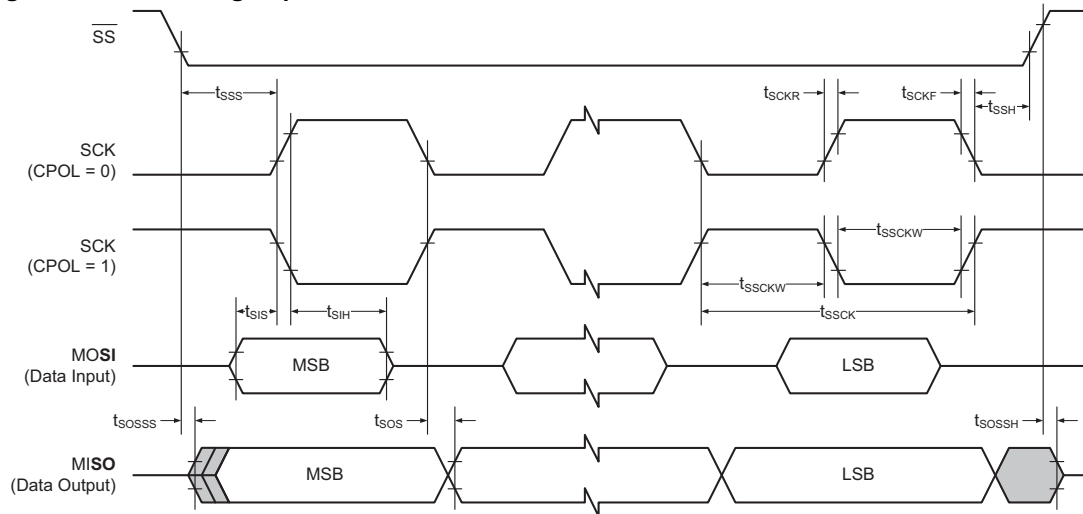 SS
tSSS
tSCKR
tSCKF
tSSH
SCK
(CPOL = 0)
SCK
(CPOL = 1)
tSSCKW
tSSCKW
tSIS
tSIH
tSSCK
MOSI
(Data Input)
MSB
LSB
tSOSSS
tSOS
tSOSSH
MISO
(Data Output)
MSB
LSB